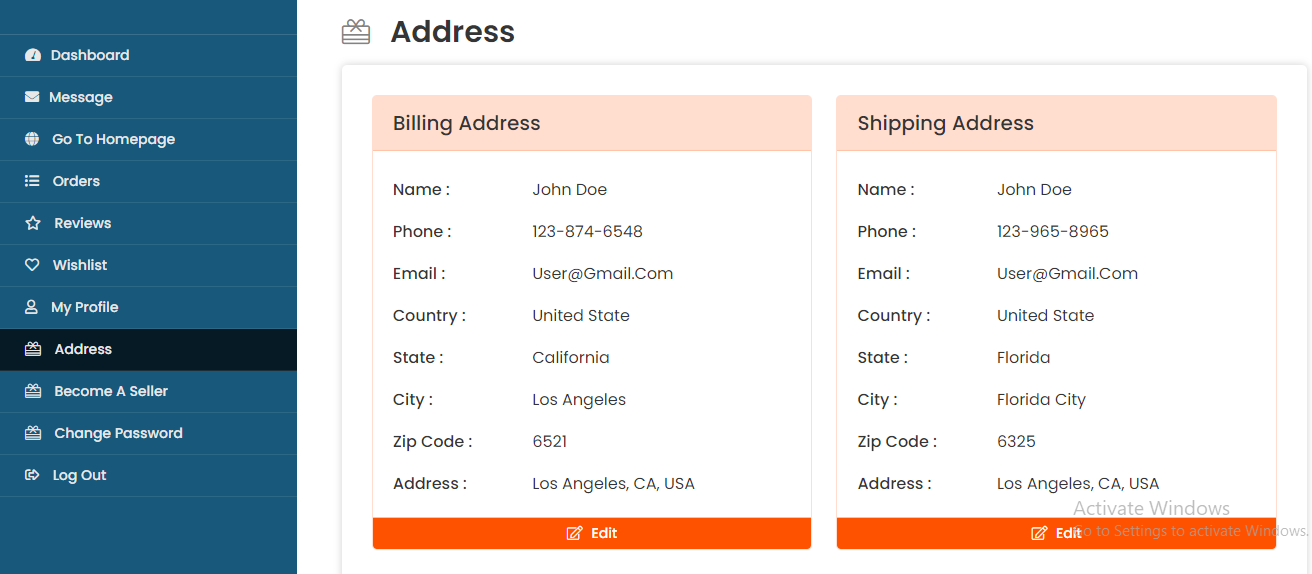 Dashboard
Message
Go To Homepage
Orders
Reviews
Wishlist
My Profile
Address
Become A Seller
Change Password
Log Out
Address
Billing Address
Name : John Doe
Phone : 123-874-6548
Email : User@Gmail.Com
Country : United State
State : California
City : Los Angeles
Zip Code : 6521
Address : Los Angeles, CA, USA
Edit
Shipping Address
Name : John Doe
Phone : 123-965-8965
Email : User@Gmail.Com
Country : United State
State : Florida
City : Florida City
Zip Code : 6325
Address : Los Angeles, CA, USA
Edit
Activate Windows
Go to Settings to activate Windows.